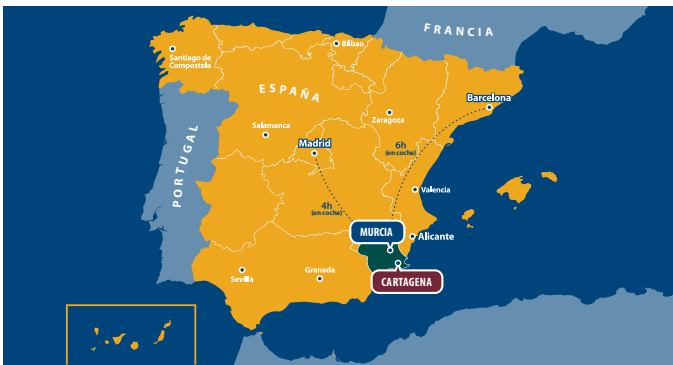 FRANCIA
Bilbao
Santiago de
Compostela
ESPAÑA
Barcelona
Zaragoza
Salamanca
Madrid
6h
(en coche)
PORTUGAL
Valencia
4h
(en coche)
MURCIA
Alicante
Sevilla
Granada
CARTAGENA